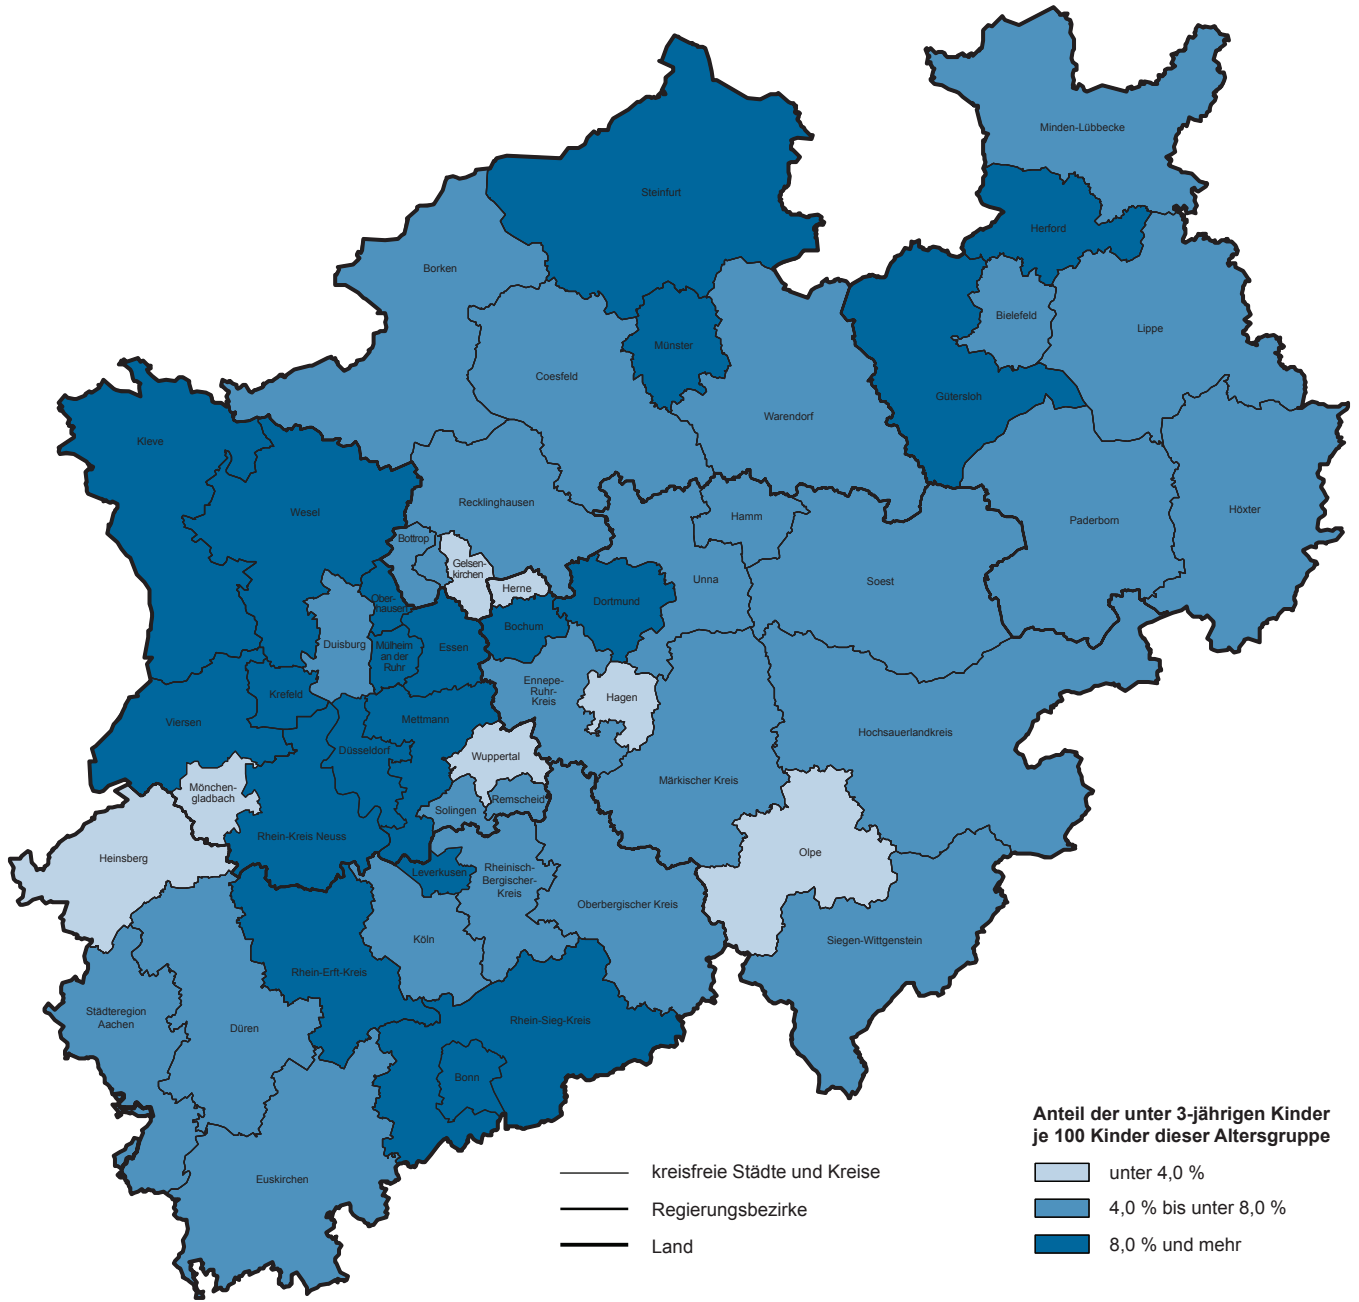 Minden-Lübbecke
Steinfurt
Herford
Borken
Bielefeld
Lippe
Münster
Coesfeld
Gütersloh
Warendorf
Kleve
Recklinghausen
Wesel
Hamm
Höxter
Paderborn
Bottrop
Gelsen-
kirchen
Unna
Soest
Herne
Ober-
hausen
Dortmund
Bochum
Duisburg
Mülheim
an der
Ruhr
Essen
Ennepe-
Ruhr-
Kreis
Hagen
Krefeld
Viersen
Mettmann
Hochsauerlandkreis
Düsseldorf
Wuppertal
Märkischer Kreis
Mönchen-
gladbach
Remscheid
Solingen
Rhein-Kreis Neuss
Heinsberg
Olpe
Leverkusen
Rheinisch-
Bergischer-
Kreis
Oberbergischer Kreis
Köln
Siegen-Wittgenstein
Rhein-Erft-Kreis
Städteregion
Aachen
Rhein-Sieg-Kreis
Düren
Bonn
Euskirchen
Anteil der unter 3-jährigen Kinder
je 100 Kinder dieser Altersgruppe
unter 4,0 %
4,0 % bis unter 8,0 %
8,0 % und mehr
kreisfreie Städte und Kreise
Regierungsbezirke
Land